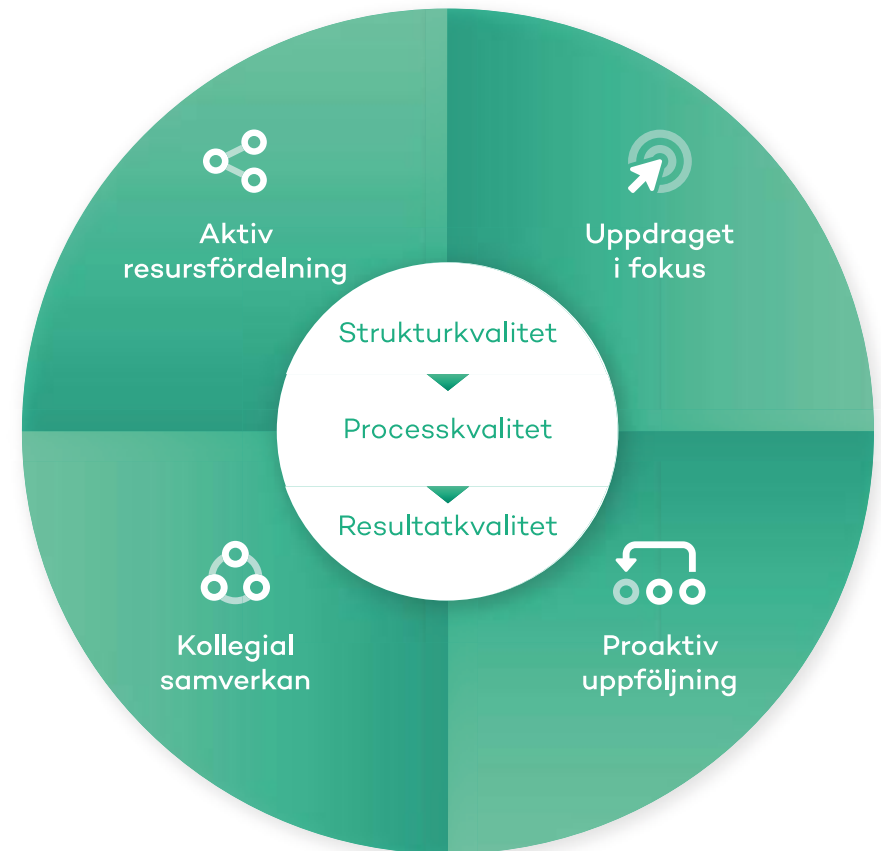 Aktiv
resursfördelning
Uppdraget
i fokus
Strukturkvalitet
Processkvalitet
Resultatkvalitet
Kollegial
samverkan
Proaktiv
uppföljning